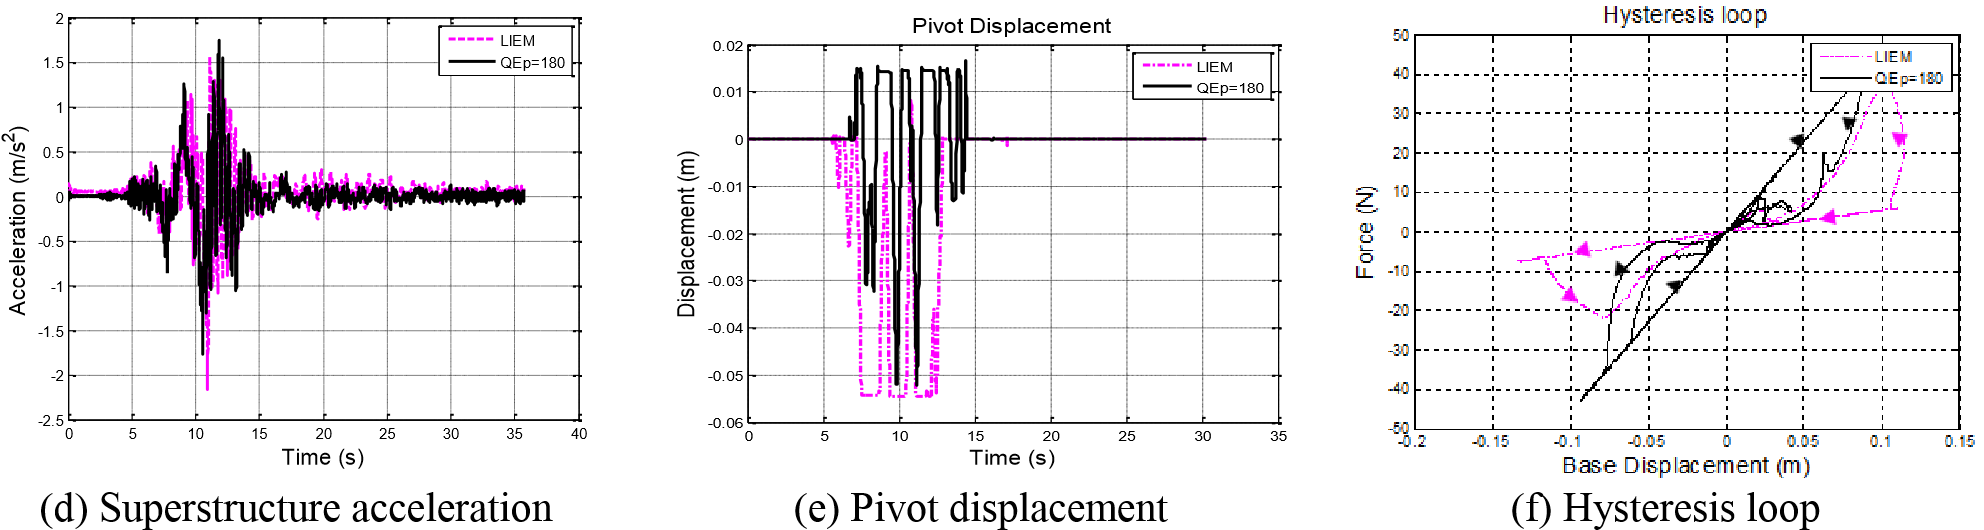 2
1.5
1
0.5
0
-0.5
-1
-1.5
-2
-2.5
Acceleration (m/s²)
LIEM
QEp=180
0 5 10 15 20 25 30 35 40
Time (s)
(d) Superstructure acceleration
Pivot Displacement
0.02
0.01
0
-0.01
-0.02
-0.03
-0.04
-0.05
-0.06
Displacement (m)
LIEM
QEp=180
0 5 10 15 20 25 30 35
Time (s)
(e) Pivot displacement
Hysteresis loop
50
40
30
20
10
0
-10
-20
-30
-40
-50
Force (N)
LIEM
QEp=180
-0.2 -0.15 -0.1 -0.05 0 0.05 0.1 0.15
Base Displacement (m)
(f) Hysteresis loop